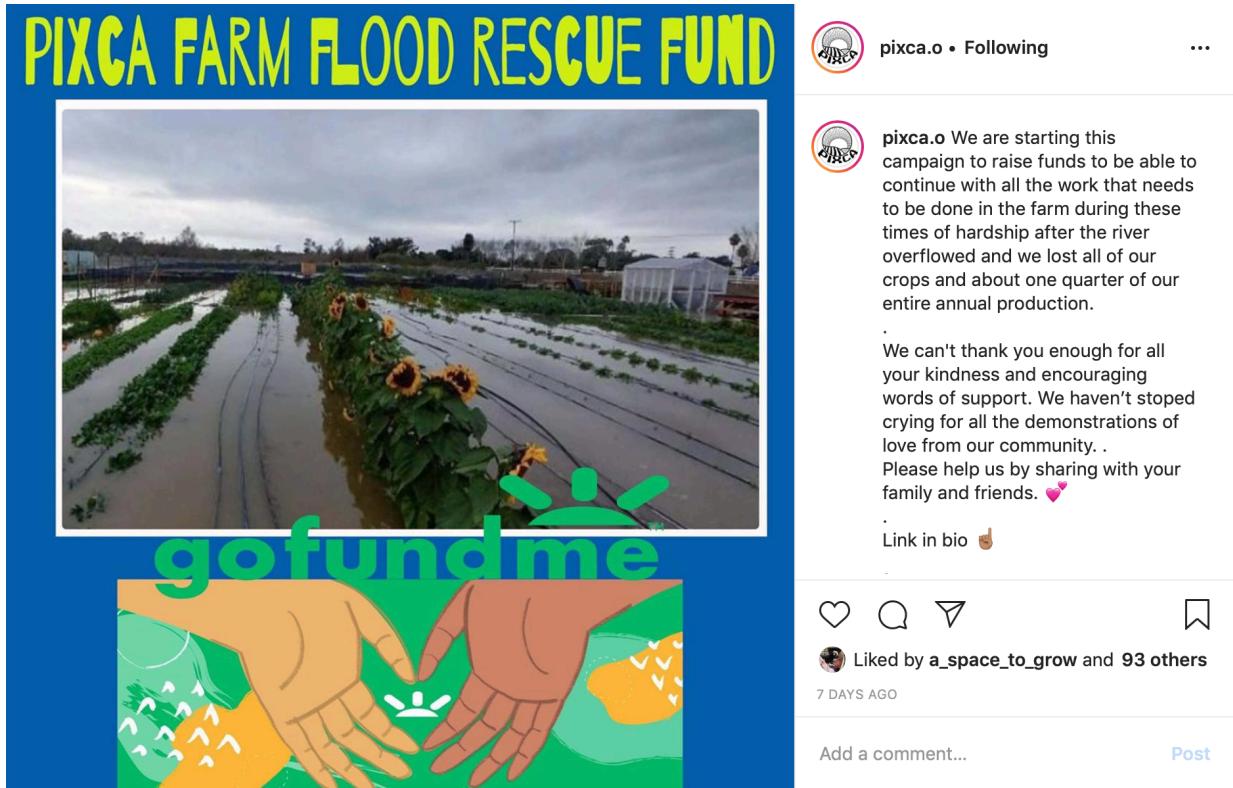 PIXCA FARM FLOOD RESCUE FUND
gofundme
TM
PIXCA
pixca.o • Following
PIXCA
pixca.o We are starting this
campaign to raise funds to be able to
continue with all the work that needs
to be done in the farm during these
times of hardship after the river
overflowed and we lost all of our
crops and about one quarter of our
entire annual production.
.
We can't thank you enough for all
your kindness and encouraging
words of support. We haven’t stoped
crying for all the demonstrations of
love from our community. .
Please help us by sharing with your
family and friends. 💕
.
Link in bio ☝🏽
Liked by a_space_to_grow and 93 others
7 DAYS AGO
Add a comment...
Post